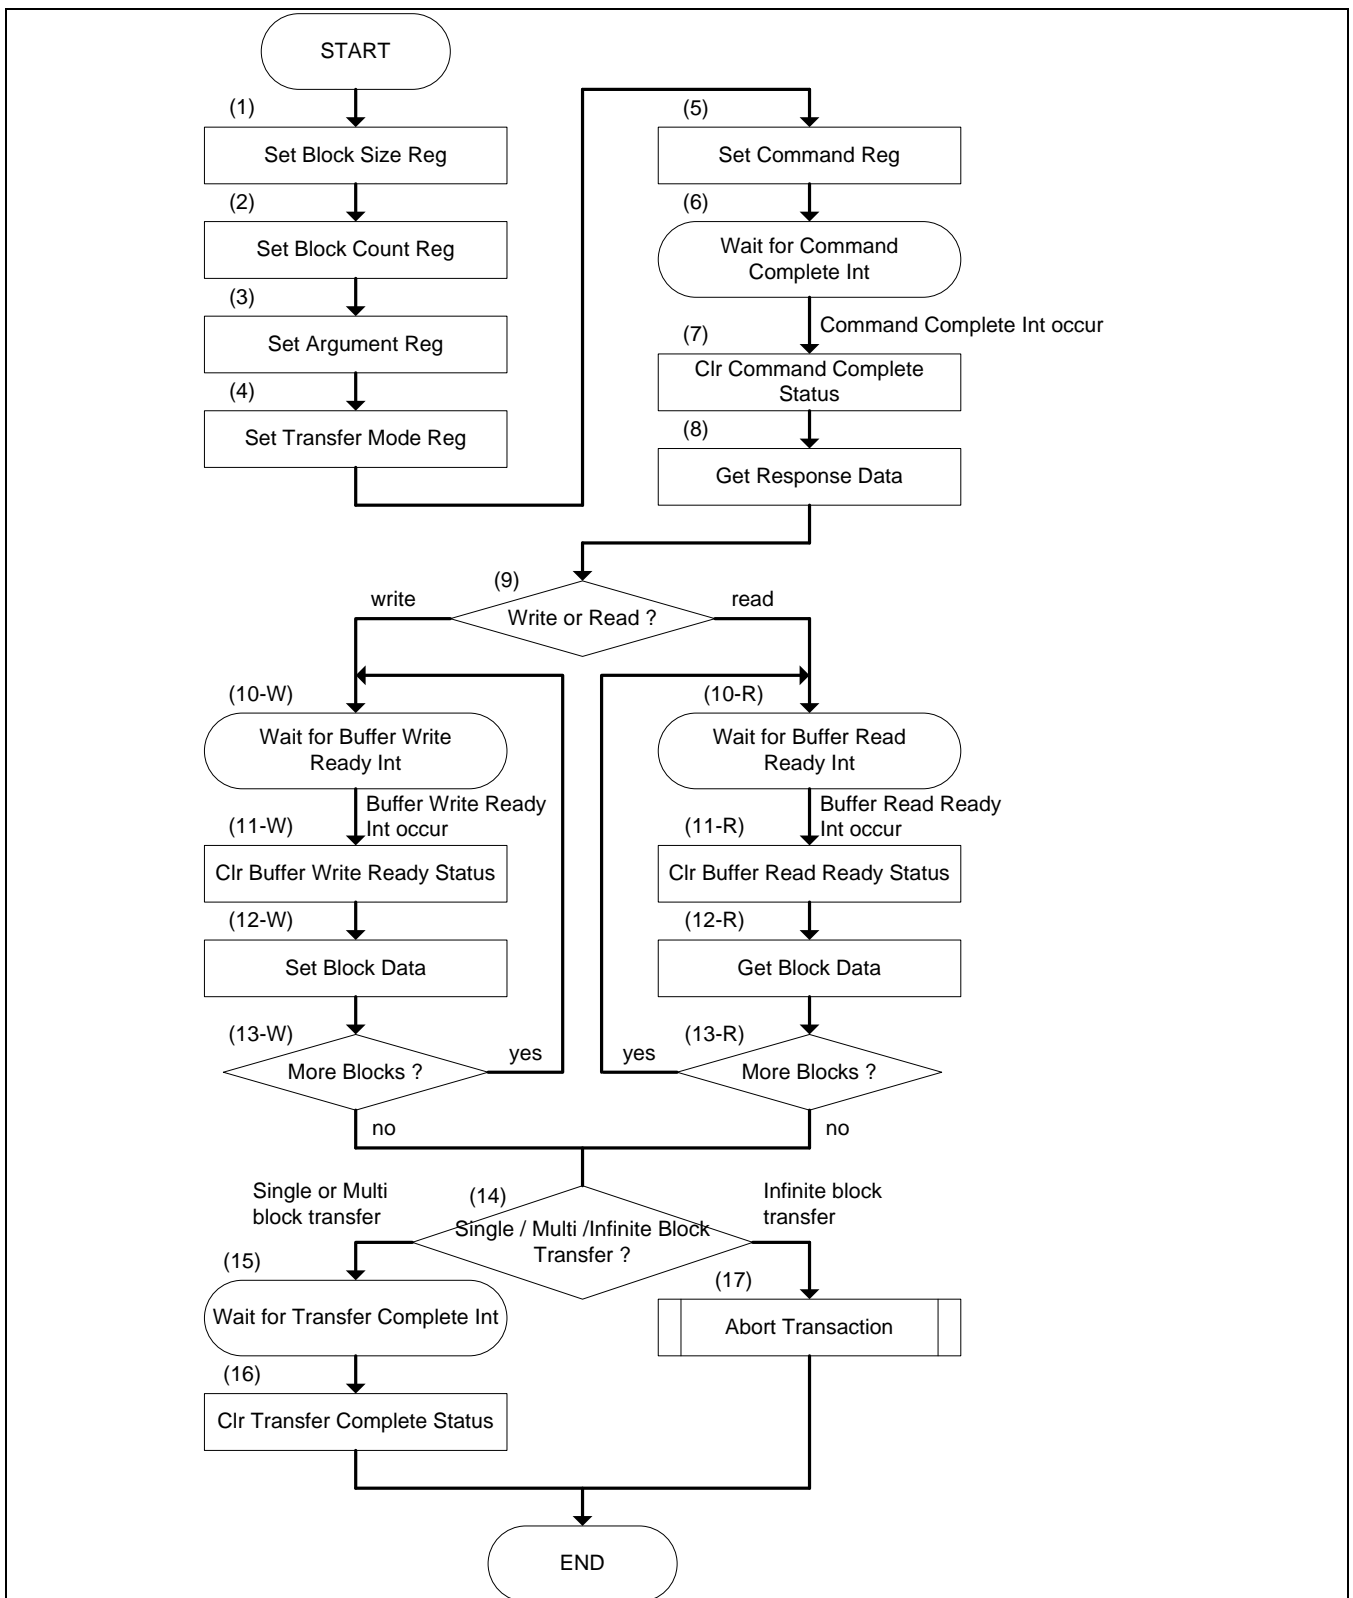 START
(1)
Set Block Size Reg
(2)
Set Block Count Reg
(3)
Set Argument Reg
(4)
Set Transfer Mode Reg
(5)
Set Command Reg
(6)
Wait for Command
Complete Int
Command Complete Int occur
(7)
Clr Command Complete
Status
(8)
Get Response Data
(9)
write
Write or Read ?
read
(10-W)
Wait for Buffer Write
Ready Int
Buffer Write Ready
Int occur
(11-W)
Clr Buffer Write Ready Status
(12-W)
Set Block Data
(13-W)
More Blocks ?
yes
no
(10-R)
Wait for Buffer Read
Ready Int
Buffer Read Ready
Int occur
(11-R)
Clr Buffer Read Ready Status
(12-R)
Get Block Data
(13-R)
More Blocks ?
yes
no
(14)
Single / Multi /Infinite Block
Transfer ?
Single or Multi
block transfer
Infinite block
transfer
(15)
Wait for Transfer Complete Int
(16)
Clr Transfer Complete Status
(17)
Abort Transaction
END